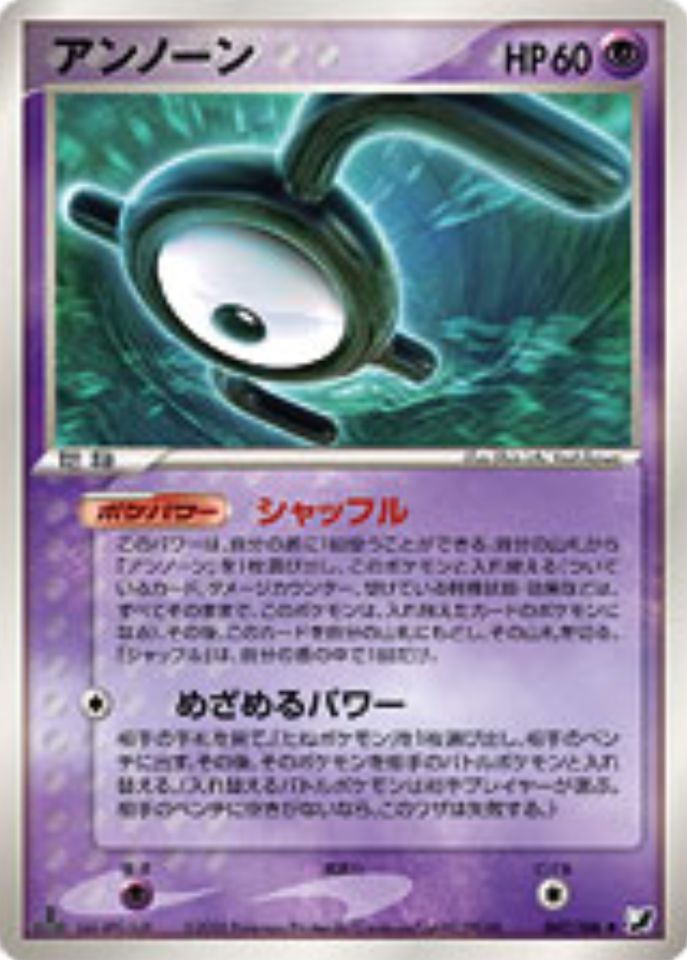 アンノーン
HP60
ポケパワー シャッフル
このパワーは、自分の番に1回使うことができる。自分の山札から
「アンノーン」を1枚選び出し、このポケモンと入れ替える（ついて
いるカード、ダメージカウンター、受けている特殊状態・効果などは、
すべてそのままで、このポケモンは、入れ替えたカードのポケモンに
なる）。その後、このカードを自分の山札にもどし、その山札を切る。
「シャッフル」は、自分の番の中で1回だけ。
めざめるパワー
相手の手札を見て、「たねポケモン」を1枚選び出し、相手のベン
チに出す。その後、そのポケモンを相手のバトルポケモンと入れ
替える。（入れ替えるバトルポケモンは
プレイヤーが選ぶ。
相手のベンチに空きがないなら、このワザは失敗する。）